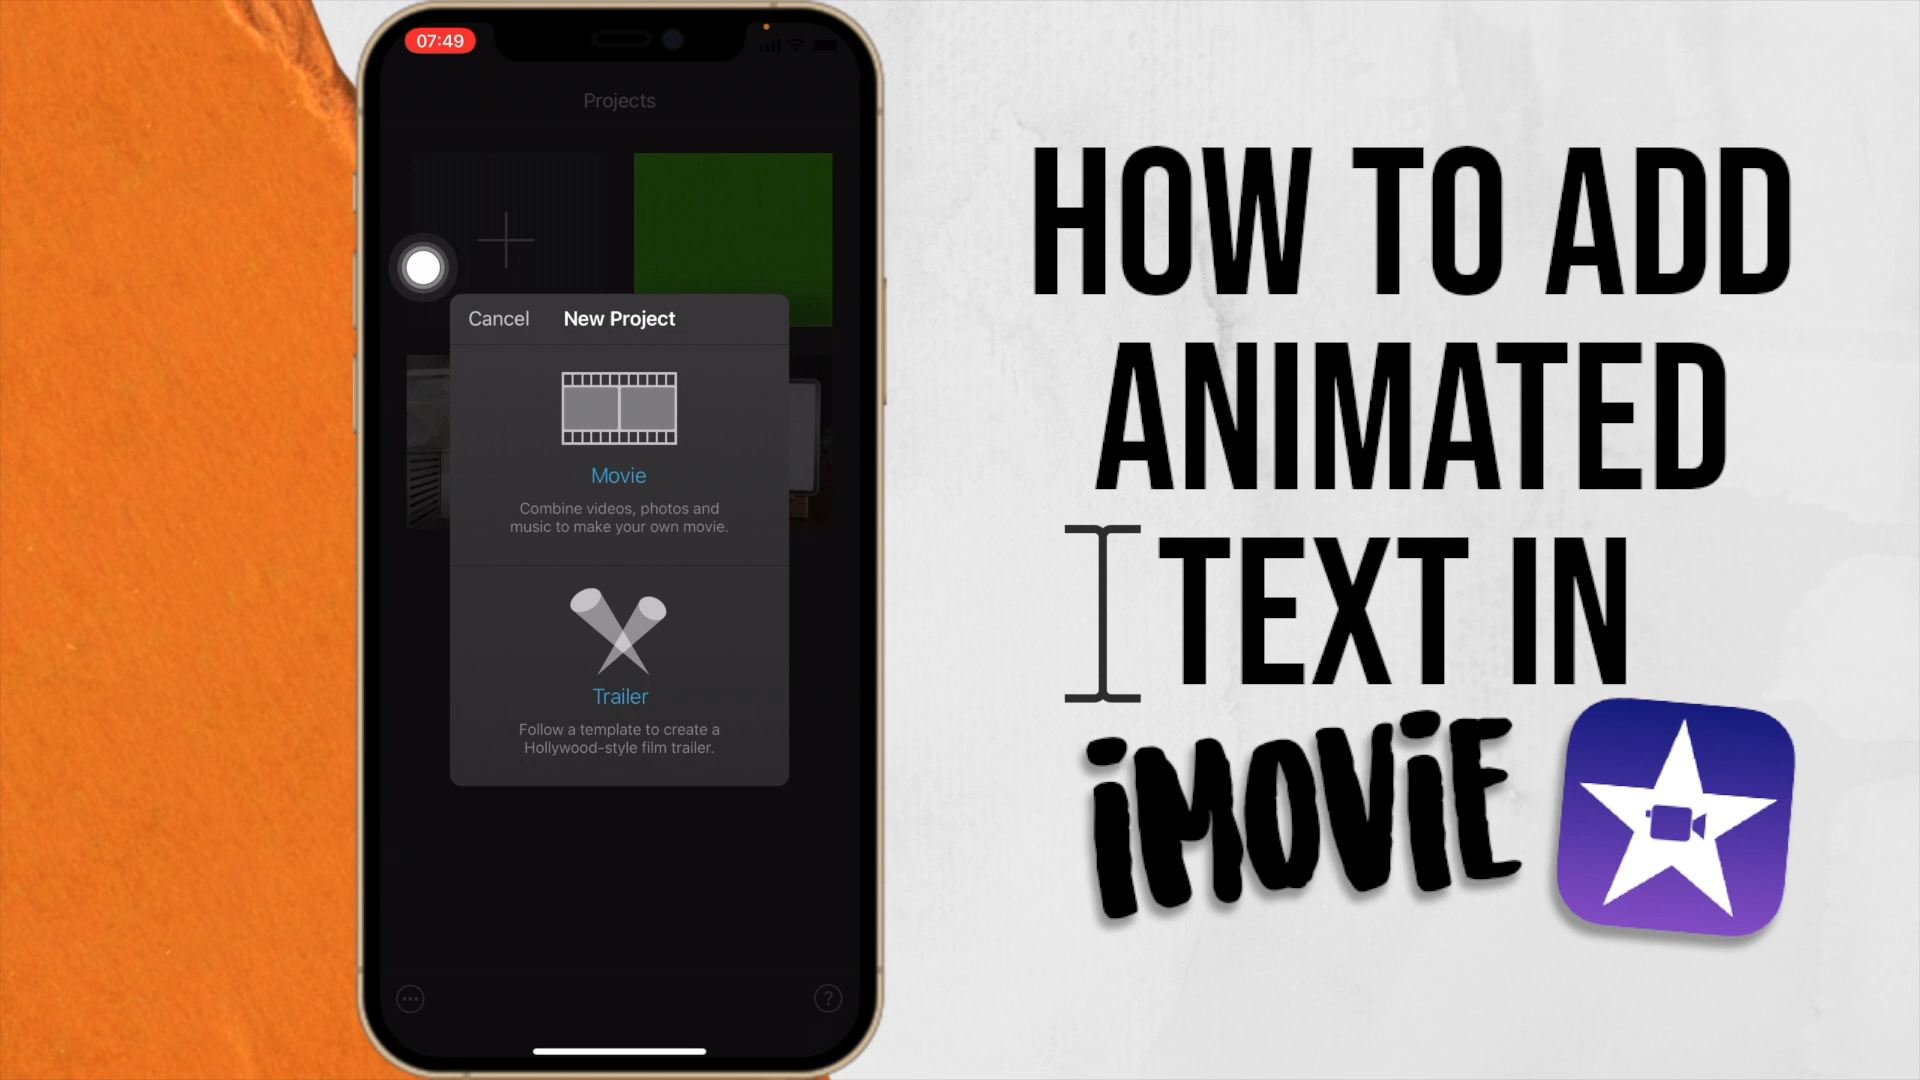 07:49
Projects
Cancel
New Project
Movie
Combine videos, photos and
music to make your own movie.
Trailer
Follow a template to create a
Hollywood-style film trailer.
?
HOW TO ADD
ANIMATED
TEXT IN
iMOViE